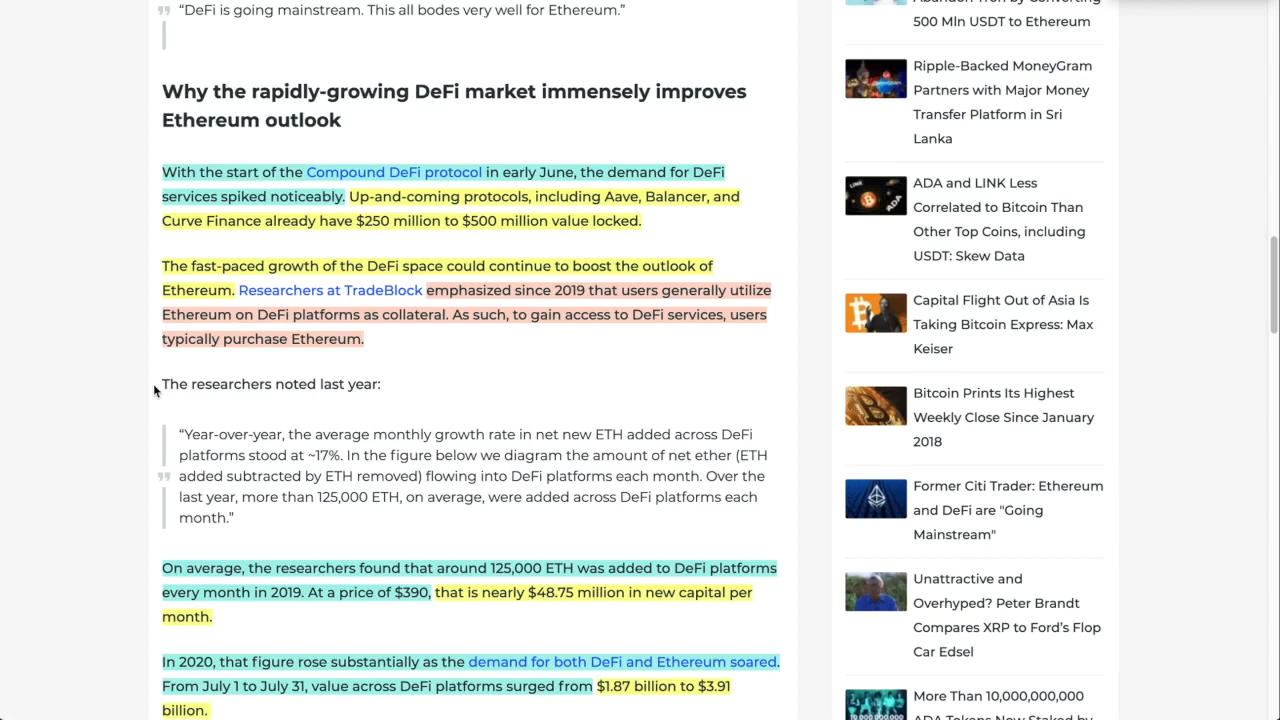 “DeFi is going mainstream. This all bodes very well for Ethereum.”
Why the rapidly-growing DeFi market immensely improves
Ethereum outlook
With the start of the Compound DeFi protocol in early June, the demand for DeFi
services spiked noticeably. Up-and-coming protocols, including Aave, Balancer, and
Curve Finance already have $250 million to $500 million value locked.
The fast-paced growth of the DeFi space could continue to boost the outlook of
Ethereum. Researchers at TradeBlock emphasized since 2019 that users generally utilize
Ethereum on DeFi platforms as collateral. As such, to gain access to DeFi services, users
typically purchase Ethereum.
The researchers noted last year:
“Year-over-year, the average monthly growth rate in net new ETH added across DeFi
platforms stood at ~17%. In the figure below we diagram the amount of net ether (ETH
added subtracted by ETH removed) flowing into DeFi platforms each month. Over the
last year, more than 125,000 ETH, on average, were added across DeFi platforms each
month.”
On average, the researchers found that around 125,000 ETH was added to DeFi platforms
every month in 2019. At a price of $390, that is nearly $48.75 million in new capital per
month.
In 2020, that figure rose substantially as the demand for both DeFi and Ethereum soared.
From July 1 to July 31, value across DeFi platforms surged from $1.87 billion to $3.91
billion.
Abandon Tron by Converting
500 Mln USDT to Ethereum
Ripple-Backed MoneyGram
Partners with Major Money
Transfer Platform in Sri
Lanka
LINK
ADA
ADA and LINK Less
Correlated to Bitcoin Than
Other Top Coins, including
USDT: Skew Data
Capital Flight Out of Asia Is
Taking Bitcoin Express: Max
Keiser
Bitcoin Prints Its Highest
Weekly Close Since January
2018
Former Citi Trader: Ethereum
and DeFi are "Going
Mainstream"
Unattractive and
Overhyped? Peter Brandt
Compares XRP to Ford’s Flop
Car Edsel
10,000,000,000
More Than 10,000,000,000
ADA Tokens Now Staked by